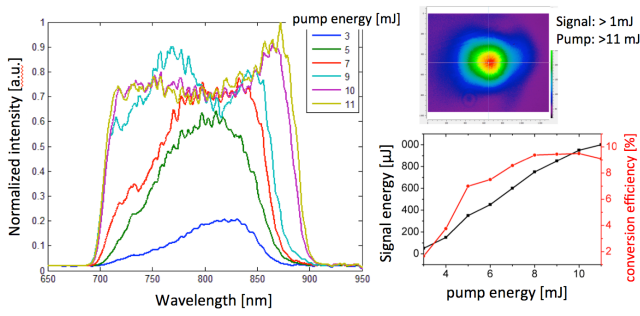 pump energy [mJ]
3
5
7
9
10
11
Normalized intensity [a.u.]
1
0.9
0.8
0.7
0.6
0.5
0.4
0.3
0.2
0.1
0
650 700 750 800 850 900 950
Wavelength [nm]
Signal: > 1mJ
Pump: >11 mJ
Signal energy [µJ]
000
800
600
400
200
0
4 6 8 10
pump energy [mJ]
10
8
6
4
2
conversion efficiency [%]